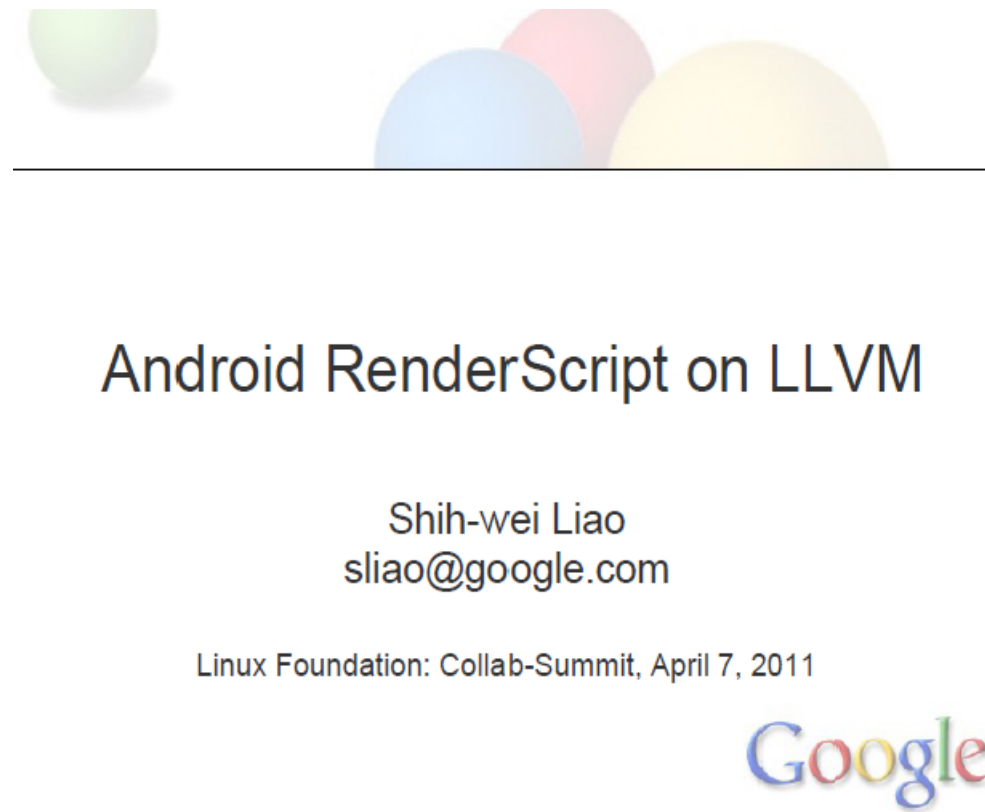 Android RenderScript on LLVM
Shih-wei Liao
sliao@google.com
Linux Foundation: Collab-Summit, April 7, 2011
Google